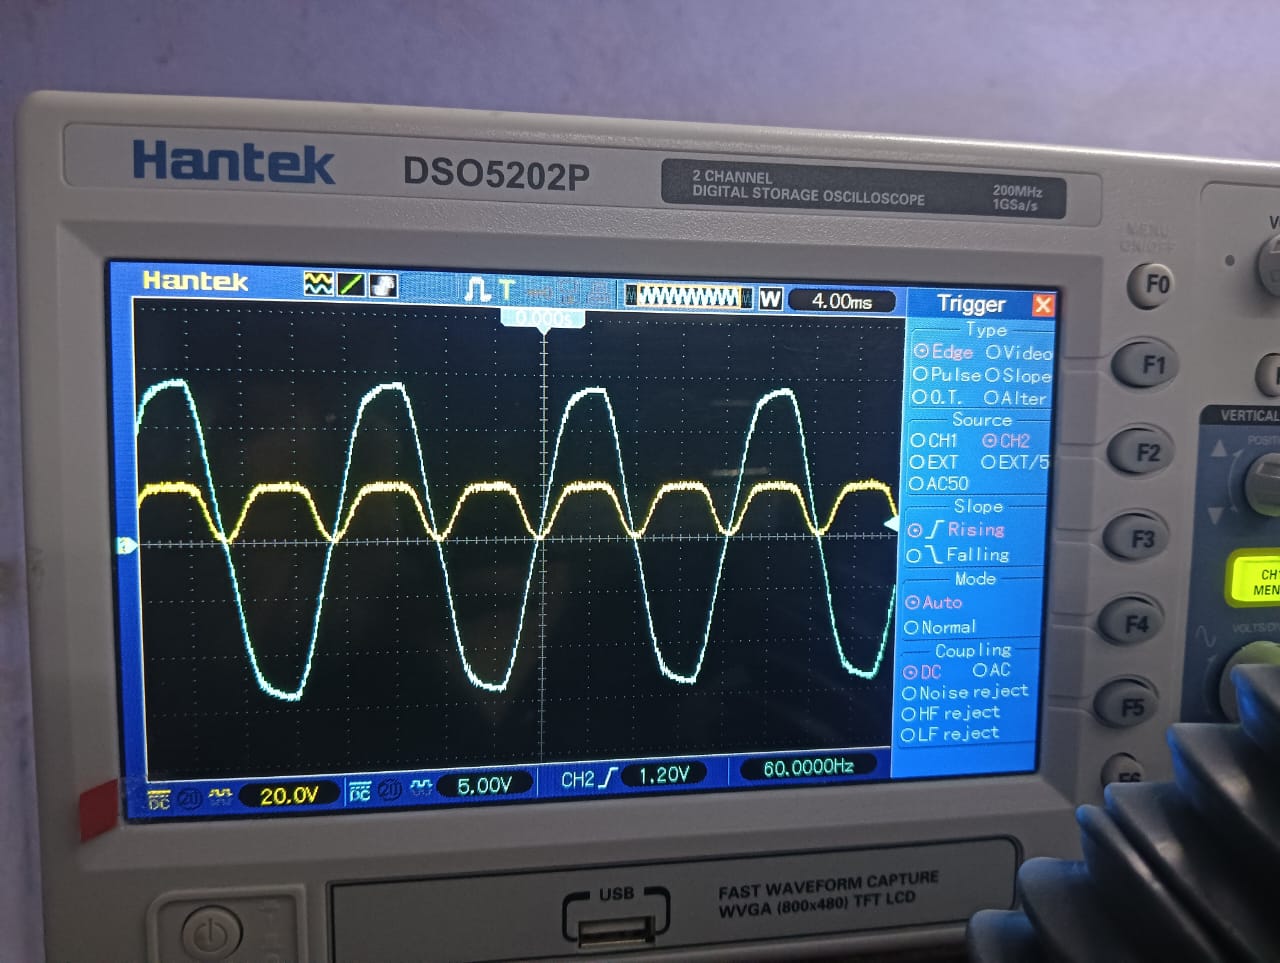 Hantek
DSO5202P
2 CHANNEL
DIGITAL STORAGE OSCILLOSCOPE
200MHz
1GSa/s
MENU
ON/OFF
F0
Hantek
T
W
4.00ms
0.000s
Trigger
X
Type
Edge Video
Pulse Slope
O.T. Alter
Source
CH1 CH2
EXT EXT/5
AC50
Slope
Rising
Falling
Mode
Auto
Normal
Coupling
DC AC
Noise reject
HF reject
LF reject
F1
F2
F3
F4
F5
F6
VERTICAL
VOLTS/DIV
DC 20 20.0V
DC 20 5.00V
CH2 1.20V
60.0000Hz
USB
FAST WAVEFORM CAPTURE
WVGA (800x480) TFT LCD